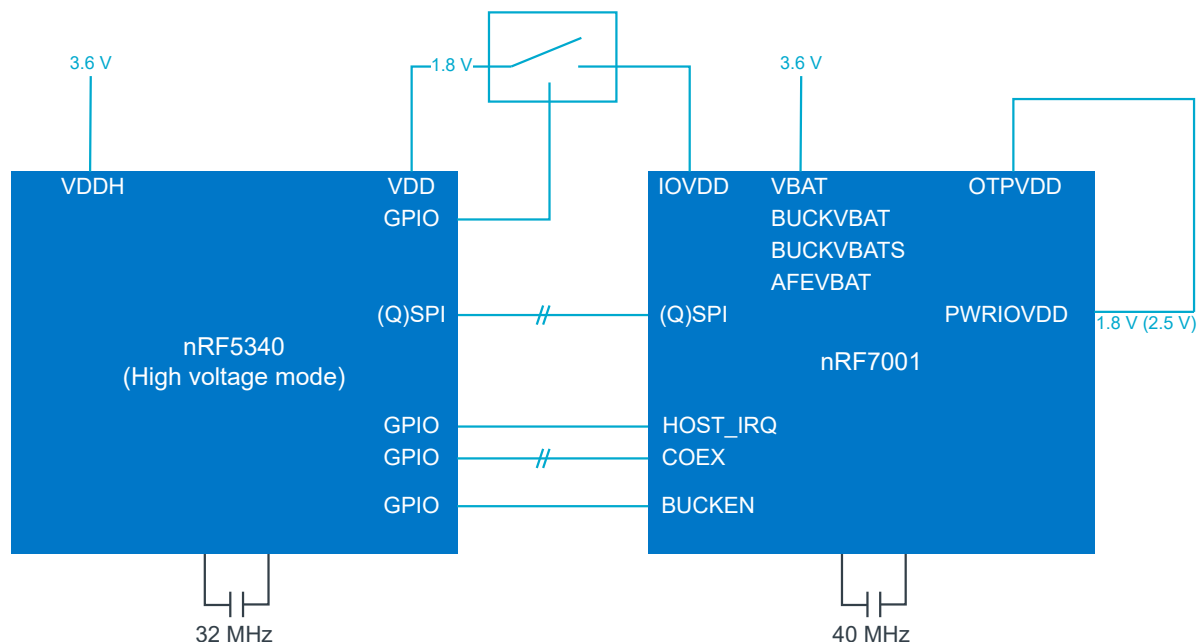 3.6 V
1.8 V
3.6 V
VDDH
VDD
IOVDD
VBAT
OTPVDD
GPIO
BUCKVBAT
BUCKVBATS
AFEVBAT
(Q)SPI
(Q)SPI
PWRIOVDD
1.8 V (2.5 V)
nRF5340
(High voltage mode)
nRF7001
GPIO
HOST_IRQ
GPIO
COEX
GPIO
BUCKEN
32 MHz
40 MHz